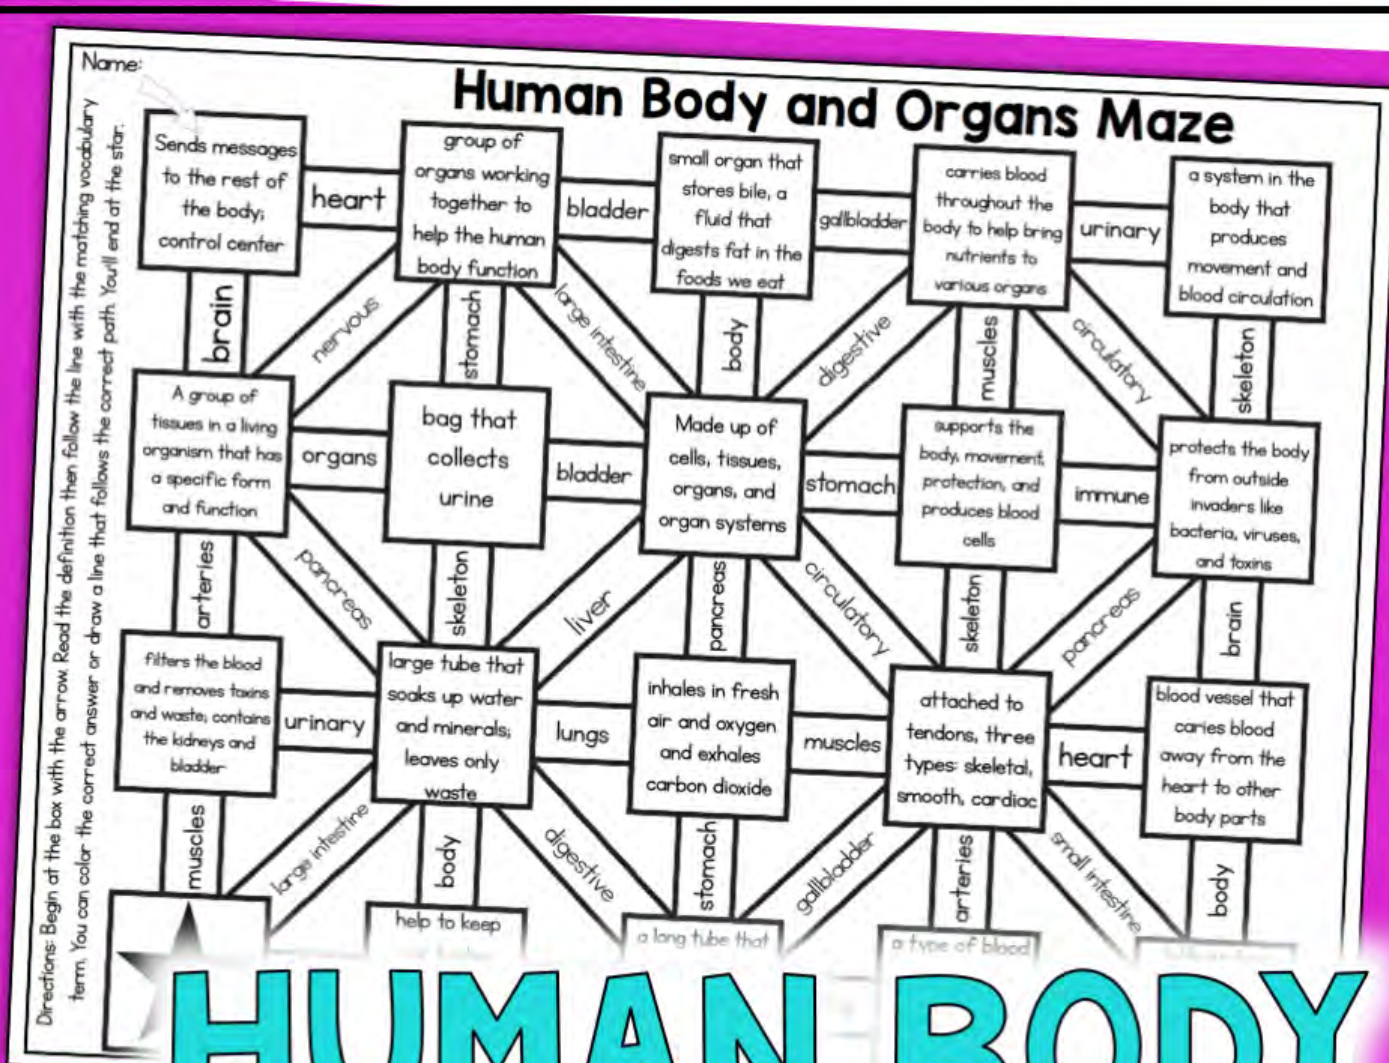 Name:
Human Body and Organs Maze
Directions: Begin at the box with the arrow. Read the definition then follow the line with the matching vocabulary
term. You can color the correct answer or draw a line that follows the correct path. You'll end at the star.
Sends messages
to the rest of
the body;
control center
heart
group of
organs working
together to
help the human
body function
bladder
small organ that
stores bile, a
fluid that
digests fat in the
foods we eat
gallbladder
carries blood
throughout the
body to help bring
nutrients to
various organs
urinary
a system in the
body that
produces
movement and
blood circulation
brain
nervous
stomach
large intestine
body
digestive
muscles
circulatory
skeleton
A group of
tissues in a living
organism that has
a specific form
and function
organs
bag that
collects
urine
bladder
Made up of
cells, tissues,
organs, and
organ systems
stomach
supports the
body, movement,
protection, and
produces blood
cells
immune
protects the body
from outside
invaders like
bacteria, viruses,
and toxins
arteries
pancreas
skeleton
liver
pancreas
circulatory
skeleton
pancreas
brain
filters the blood
and removes toxins
and waste; contains
the kidneys and
bladder
urinary
large tube that
soaks up water
and minerals;
leaves only
waste
lungs
inhales in fresh
air and oxygen
and exhales
carbon dioxide
muscles
attached to
tendons, three
types: skeletal,
smooth, cardiac
heart
blood vessel that
caries blood
away from the
heart to other
body parts
muscles
large intestine
body
digestive
stomach
gallbladder
arteries
small intestine
body
help to keep
a long tube that
a type of blood
HUMAN BODY